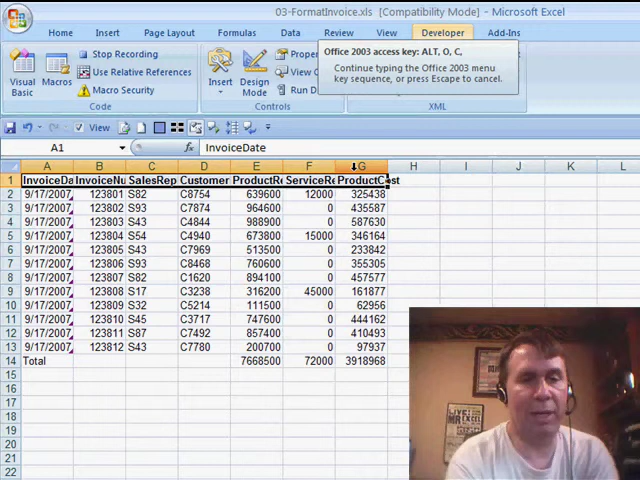 03-FormatInvoice.xls [Compatibility Mode] - Microsoft Excel
Home Insert Page Layout Formulas Data Review View Developer Add-Ins
Office 2003 access key: ALT, O, C,
Continue typing the Office 2003 menu
key sequence, or press Escape to cancel.
Visual
Basic
Macros
Stop Recording
Use Relative References
Macro Security
Code
Insert
Design
Mode
Proper
View Co
Run D
Controls
XML
View
A1 fx InvoiceDate
A B C D E F G H I J K L
1 InvoiceDa InvoiceNu SalesRep Customer ProductRe ServiceRe ProductCost
2 9/17/2007 123801 S82 C8754 639600 12000 325438
3 9/17/2007 123802 S93 C7874 964600 0 435587
4 9/17/2007 123803 S43 C4844 988900 0 587630
5 9/17/2007 123804 S54 C4940 673800 15000 346164
6 9/17/2007 123805 S43 C7969 513500 0 233842
7 9/17/2007 123806 S93 C8468 760600 0 355305
8 9/17/2007 123807 S82 C1620 894100 0 457577
9 9/17/2007 123808 S17 C3238 316200 45000 161877
10 9/17/2007 123809 S32 C5214 111500 0 62956
11 9/17/2007 123810 S45 C3717 747600 0 444162
12 9/17/2007 123811 S87 C7492 857400 0 410493
13 9/17/2007 123812 S43 C7780 200700 0 97937
14 Total 7668500 72000 3918968
15
16
17
18
19
20
21
22
LIVE!
MR EXCEL